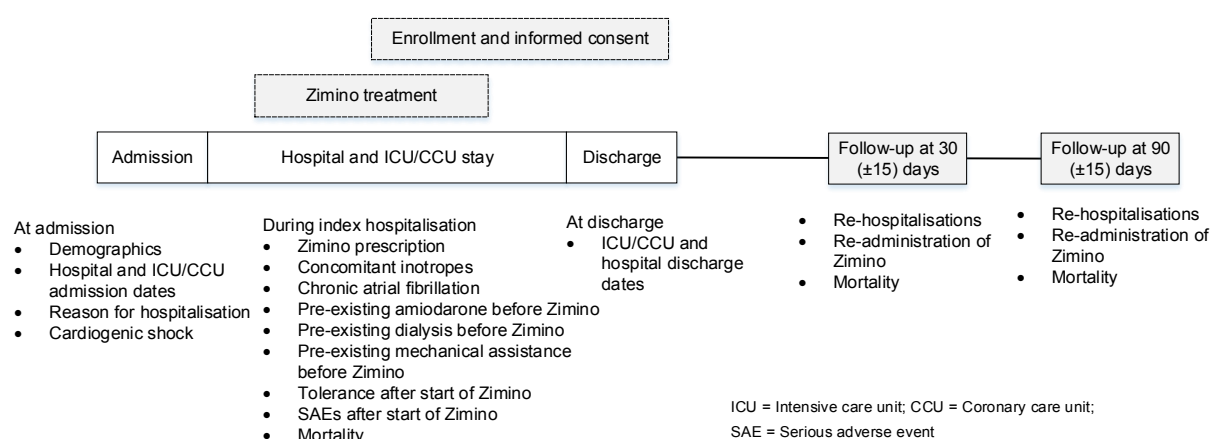 Enrollment and informed consent
Zimino treatment
Admission
Hospital and ICU/CCU stay
Discharge
Follow-up at 30
(±15) days
Follow-up at 90
(±15) days
At admission
• Demographics
• Hospital and ICU/CCU
admission dates
• Reason for hospitalisation
• Cardiogenic shock
During index hospitalisation
• Zimino prescription
• Concomitant inotropes
• Chronic atrial fibrillation
• Pre-existing amiodarone before Zimino
• Pre-existing dialysis before Zimino
• Pre-existing mechanical assistance
before Zimino
• Tolerance after start of Zimino
• SAEs after start of Zimino
• Mortality
At discharge
• ICU/CCU and
hospital discharge
dates
• Re-hospitalisations
• Re-administration of
Zimino
• Mortality
• Re-hospitalisations
• Re-administration of
Zimino
• Mortality
ICU = Intensive care unit; CCU = Coronary care unit;
SAE = Serious adverse event